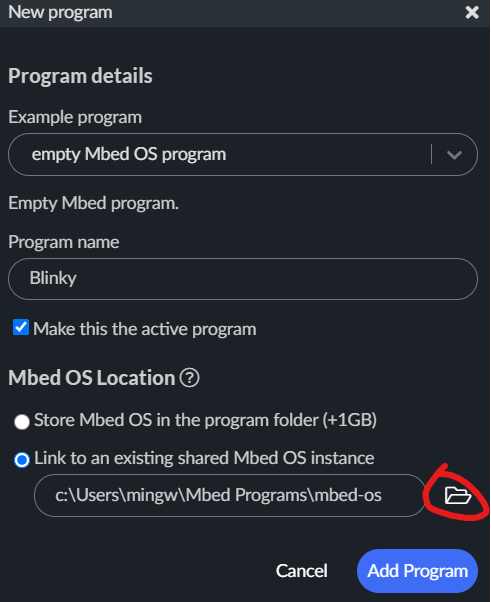 New program
Program details
Example program
empty Mbed OS program
Empty Mbed program.
Program name
Blinky
Make this the active program
Mbed OS Location
Store Mbed OS in the program folder (+1GB)
Link to an existing shared Mbed OS instance
c:\Users\mingw\Mbed Programs\mbed-os
Cancel Add Program